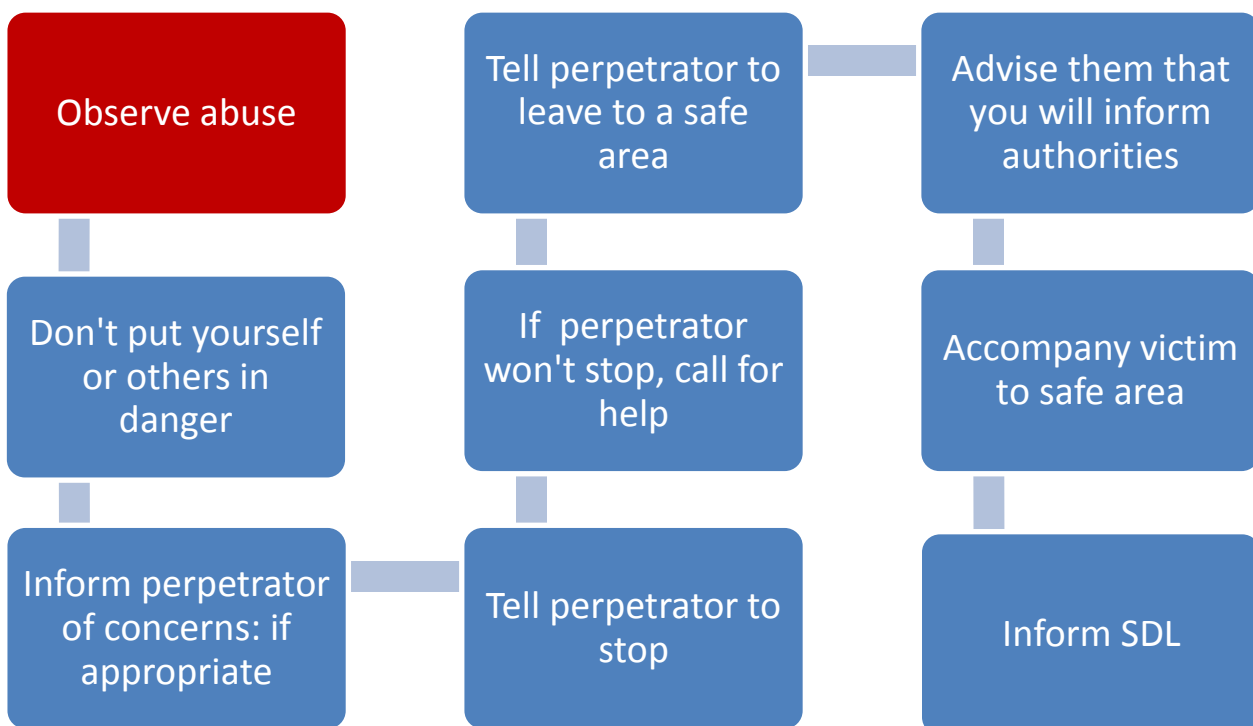 Observe abuse
Don't put yourself
or others in
danger
Inform perpetrator
of concerns: if
appropriate
Tell perpetrator to
stop
If perpetrator
won't stop, call for
help
Tell perpetrator to
leave to a safe
area
Advise them that
you will inform
authorities
Accompany victim
to safe area
Inform SDL